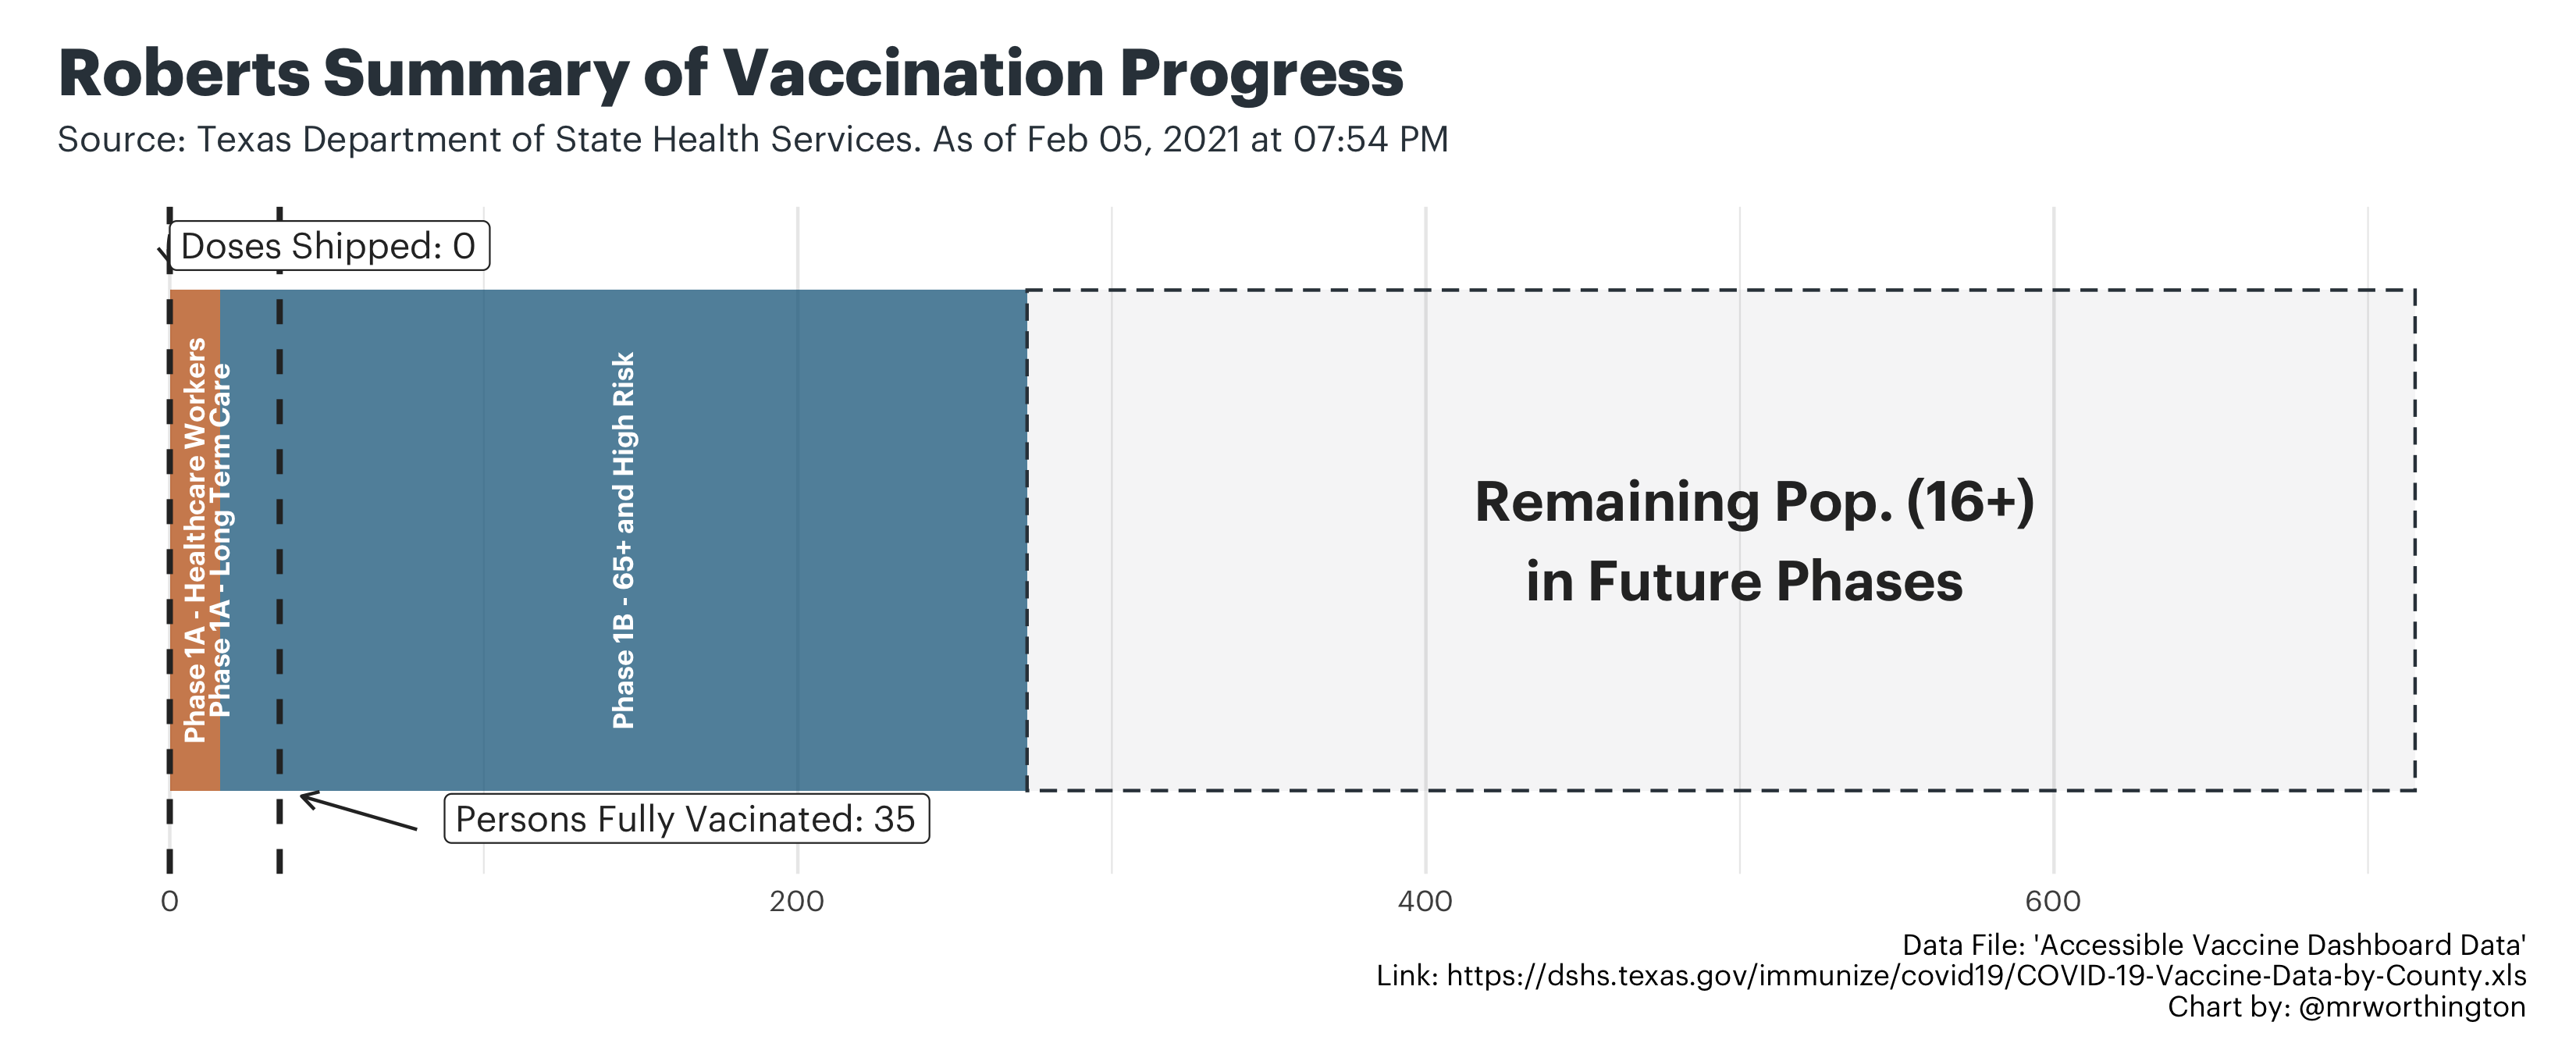 Roberts Summary of Vaccination Progress
Source: Texas Department of State Health Services. As of Feb 05, 2021 at 07:54 PM
Doses Shipped: 0
Phase 1A - Healthcare Workers
Phase 1A - Long Term Care
Phase 1B - 65+ and High Risk
Remaining Pop. (16+)
in Future Phases
Persons Fully Vacinated: 35
0 200 400 600
Data File: 'Accessible Vaccine Dashboard Data'
Link: https://dshs.texas.gov/immunize/covid19/COVID-19-Vaccine-Data-by-County.xls
Chart by: @mrworthington